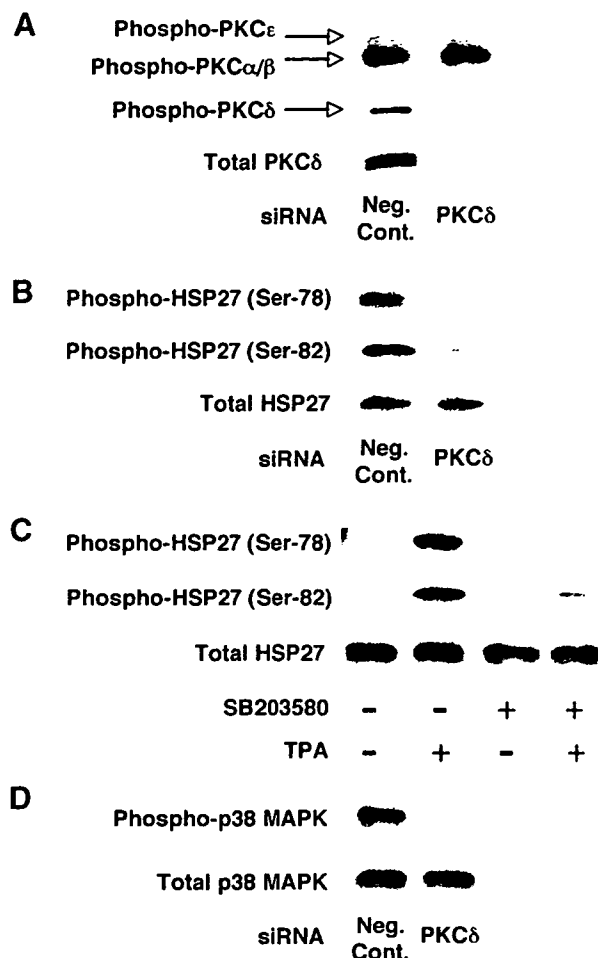 A
Phospho-PKCε
Phospho-PKCα/β
Phospho-PKCδ
Total PKCδ
siRNA Neg. Cont. PKCδ
B
Phospho-HSP27 (Ser-78)
Phospho-HSP27 (Ser-82)
Total HSP27
siRNA Neg. Cont. PKCδ
C
Phospho-HSP27 (Ser-78)
Phospho-HSP27 (Ser-82)
Total HSP27
SB203580 - - + +
TPA - + - +
D
Phospho-p38 MAPK
Total p38 MAPK
siRNA Neg. Cont. PKCδ